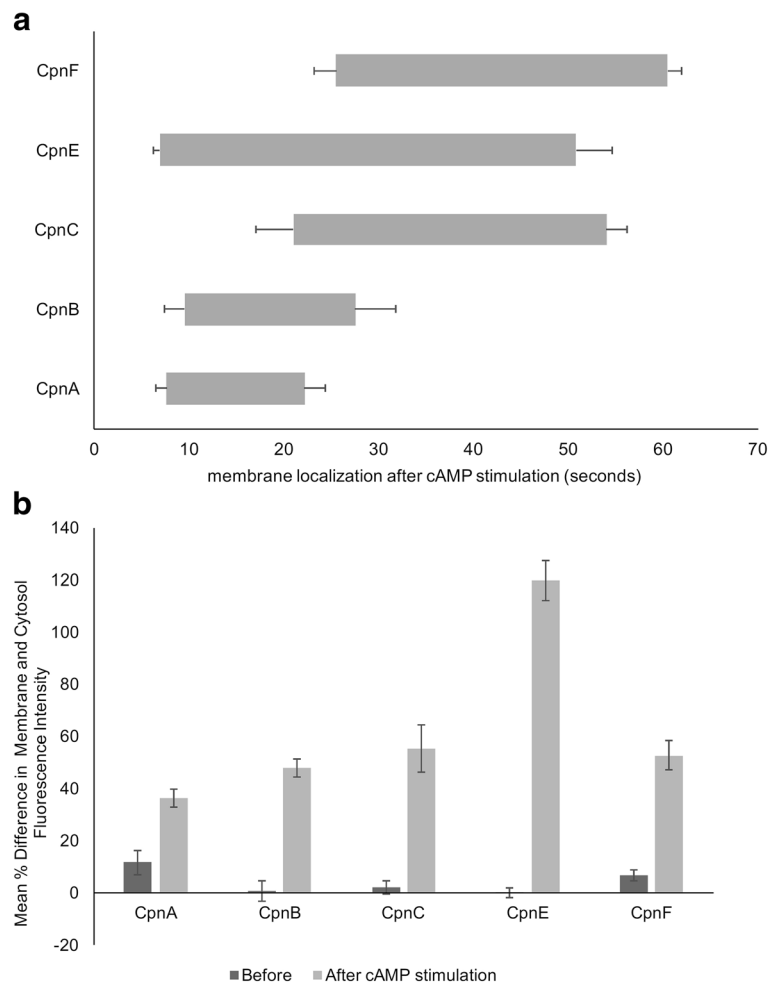 a
CpnF
CpnE
CpnC
CpnB
CpnA
0 10 20 30 40 50 60 70
membrane localization after cAMP stimulation (seconds)
b
Mean % Difference in Membrane and Cytosol
Fluorescence Intensity
140
120
100
80
60
40
20
0
-20
CpnA CpnB CpnC CpnE CpnF
Before After cAMP stimulation